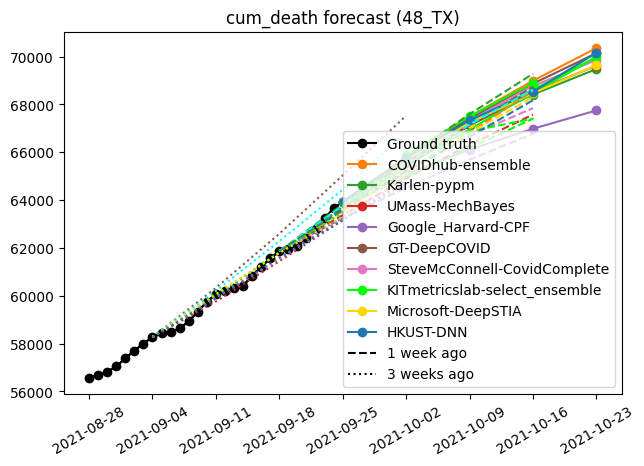 cum_death forecast (48_TX)
70000
68000
66000
64000
62000
60000
58000
56000
Ground truth
COVIDhub-ensemble
Karlen-pypm
UMass-MechBayes
Google_Harvard-CPF
GT-DeepCOVID
SteveMcConnell-CovidComplete
KITmetricslab-select_ensemble
Microsoft-DeepSTIA
HKUST-DNN
1 week ago
3 weeks ago
2021-08-28
2021-09-04
2021-09-11
2021-09-18
2021-09-25
2021-10-02
2021-10-09
2021-10-16
2021-10-23